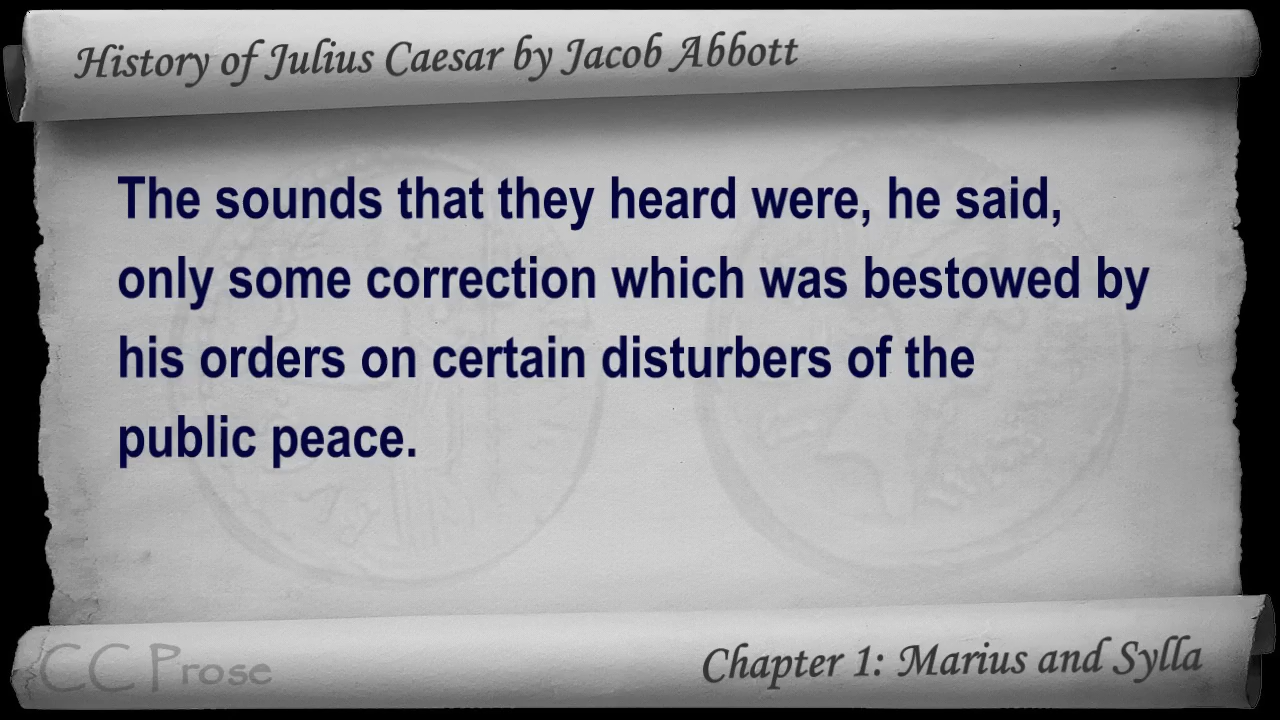 History of Julius Caesar by Jacob Abbott
The sounds that they heard were, he said,
only some correction which was bestowed by
his orders on certain disturbers of the
public peace.
CC Prose
Chapter 1: Marius and Sylla